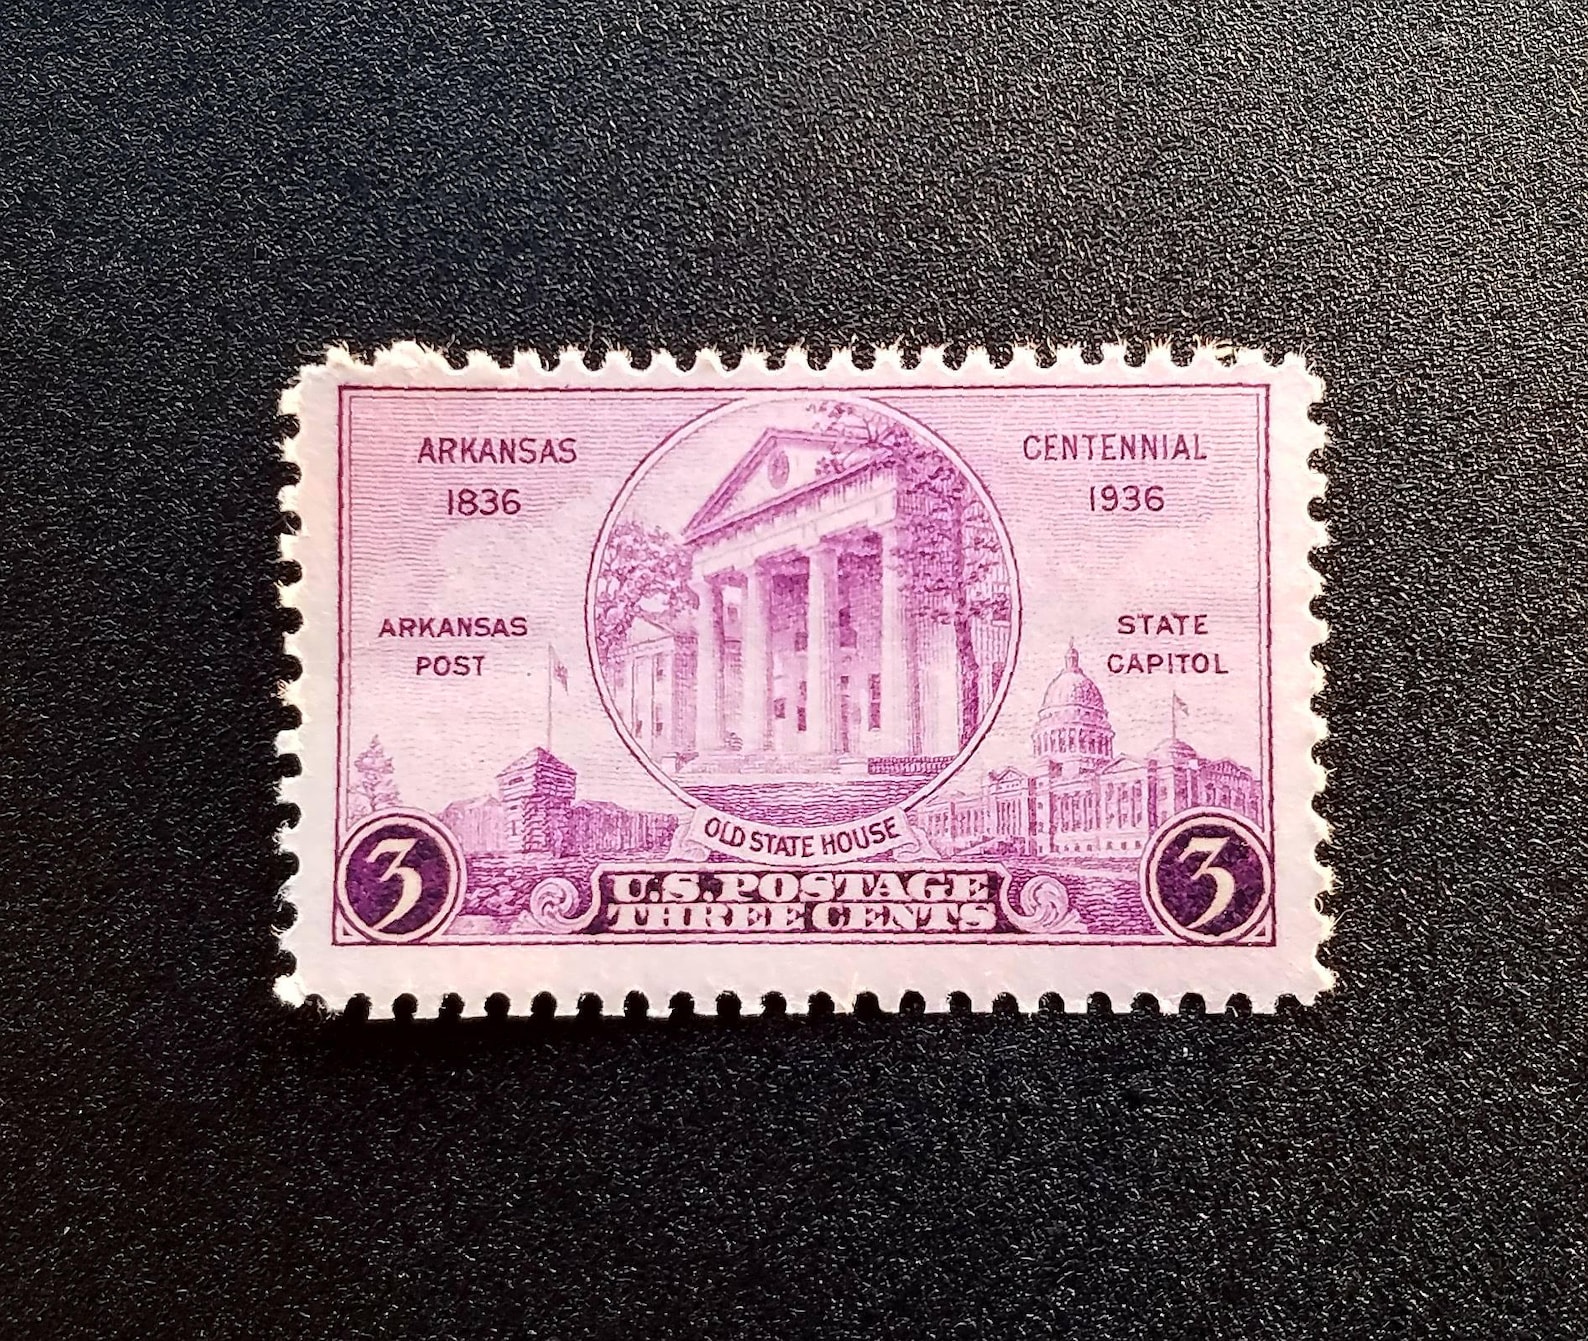 ARKANSAS
1836
CENTENNIAL
1936
ARKANSAS
POST
STATE
CAPITOL
OLD STATE HOUSE
3
U.S. POSTAGE
THREE CENTS
3